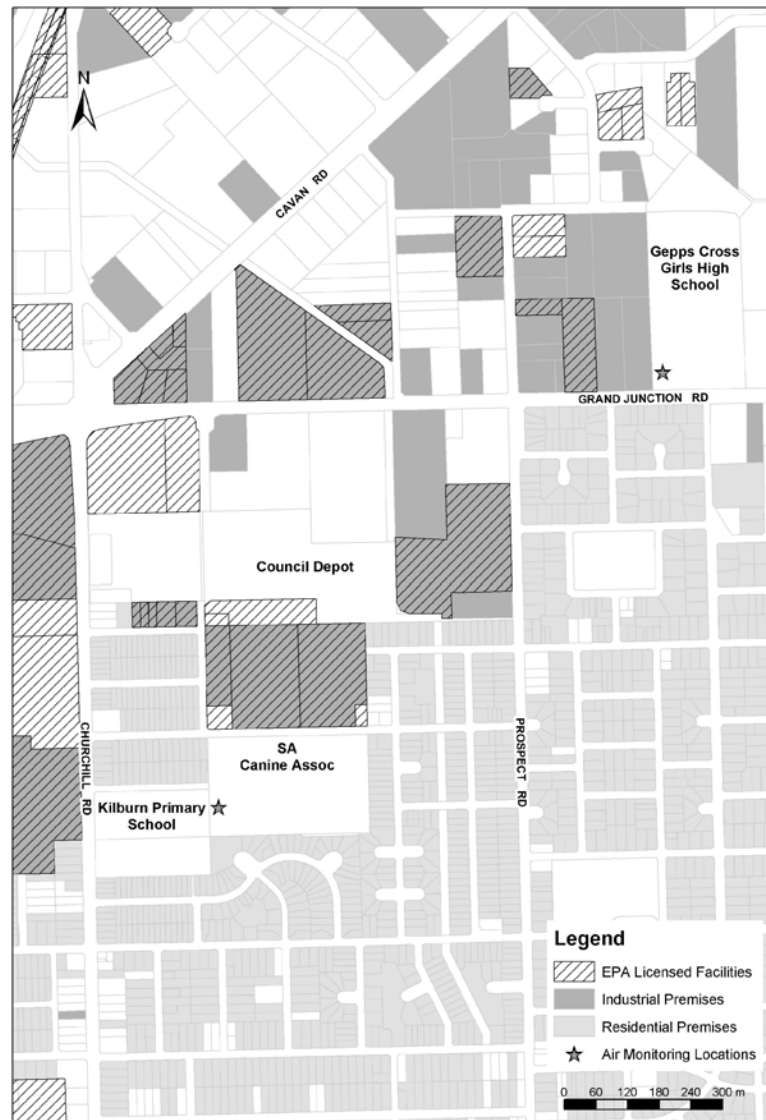 N
CAVAN RD
Gepps Cross
Girls High
School
GRAND JUNCTION RD
Council Depot
CHURCHILL RD
PROSPECT RD
SA
Canine Assoc
Kilburn Primary
School
Legend
EPA Licensed Facilities
Industrial Premises
Residential Premises
Air Monitoring Locations
0 60 120 180 240 300 m